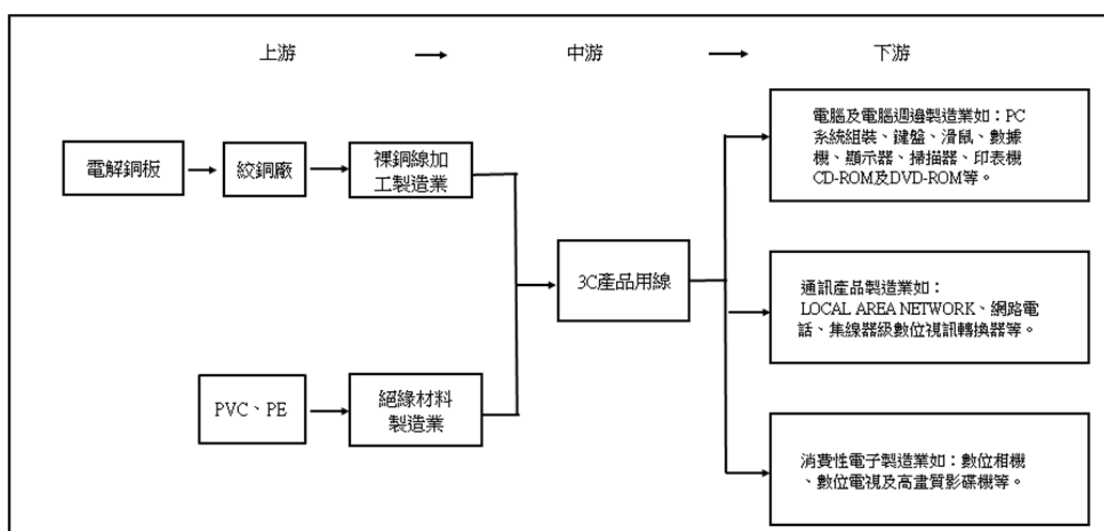 上游
中游
下游
電解銅板
絞銅廠
裸銅線加
工製造業
PVC、PE
絕緣材料
製造業
3C產品用線
電腦及電腦週邊製造業如：PC
系統組裝、鍵盤、滑鼠、數據
機、顯示器、掃描器、印表機
CD-ROM及DVD-ROM等。
通訊產品製造業如：
LOCAL AREA NETWORK、網路電
話、集線器級數位視訊轉換器等。
消費性電子製造業如：數位相機
、數位電視及高畫質影碟機等。